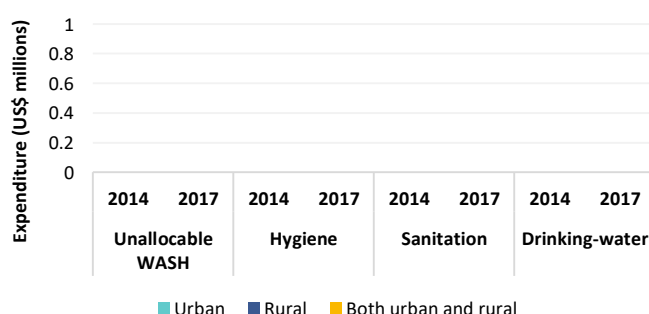 Expenditure (US$ millions)
1
0.8
0.6
0.4
0.2
0
2014 2017 2014 2017 2014 2017 2014 2017
Unallocable WASH Hygiene Sanitation Drinking-water
Urban Rural Both urban and rural